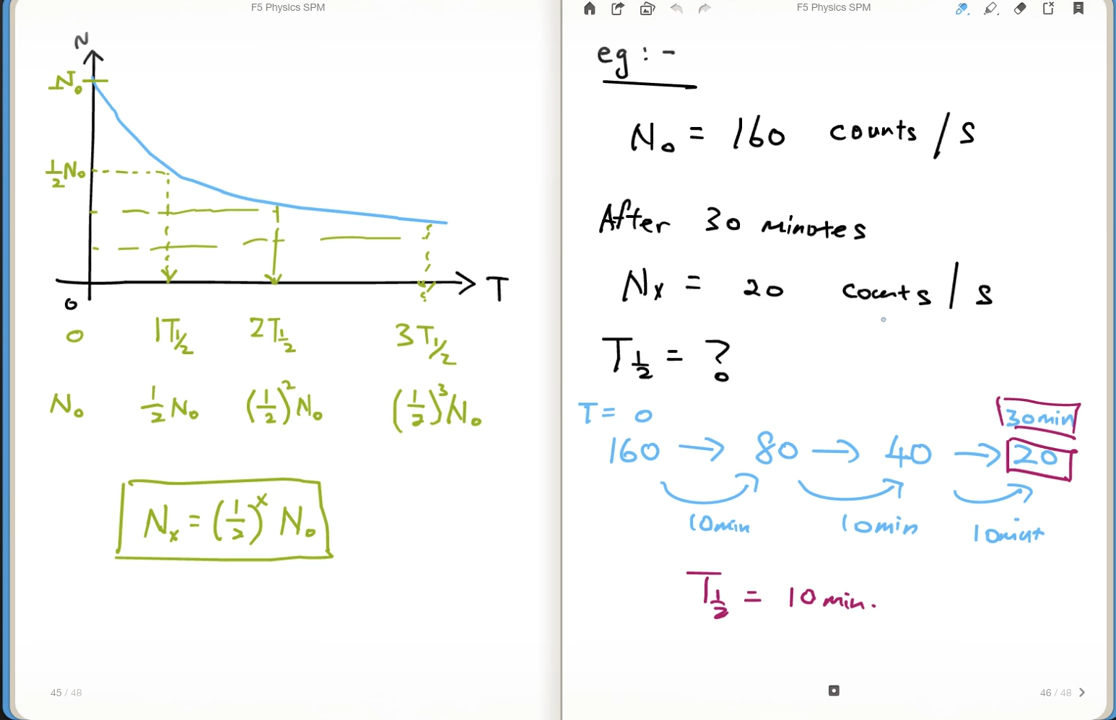 F5 Physics SPM
N
N₀
½N₀
T
0
0 1T½ 2T½ 3T½
N₀ ½N₀ (½)²N₀ (½)³N₀
Nₓ = (½)ˣ N₀
45 / 48
F5 Physics SPM
eg :-
N₀ = 160 counts / s
After 30 minotes
Nₓ = 20 counts / s
T½ = ?
T = 0 30min
160 → 80 → 40 → 20
10min 10min 10minut
T½ = 10 min.
46 / 48